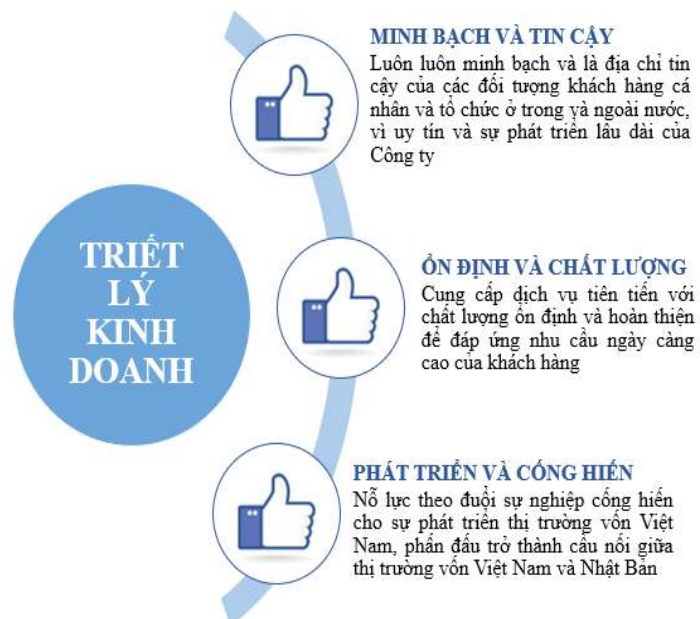 TRIẾT
LÝ
KINH
DOANH
MINH BẠCH VÀ TIN CẬY
Luôn luôn minh bạch và là địa chỉ tin
cậy của các đối tượng khách hàng cá
nhân và tổ chức ở trong và ngoài nước,
vì uy tín và sự phát triển lâu dài của
Công ty
ỔN ĐỊNH VÀ CHẤT LƯỢNG
Cung cấp dịch vụ tiên tiến với
chất lượng ổn định và hoàn thiện
để đáp ứng nhu cầu ngày càng
cao của khách hàng
PHÁT TRIỂN VÀ CỐNG HIẾN
Nỗ lực theo đuổi sự nghiệp cống hiến
cho sự phát triển thị trường vốn Việt
Nam, phấn đấu trở thành cầu nối giữa
thị trường vốn Việt Nam và Nhật Bản